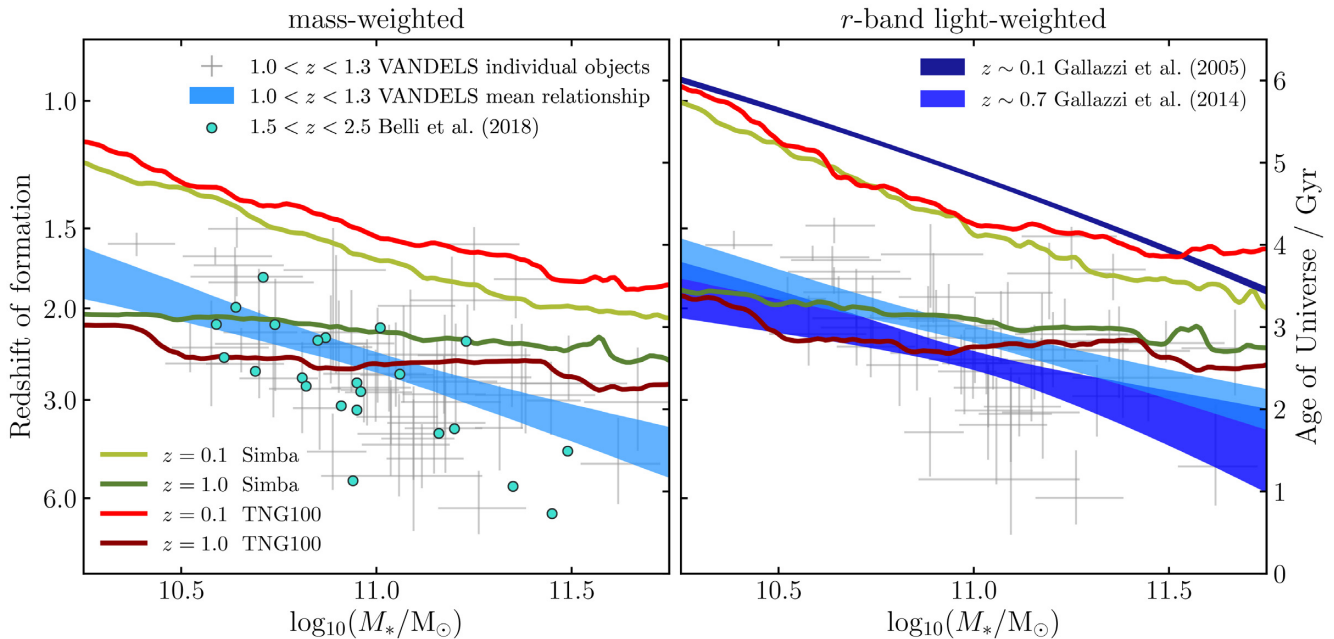 mass-weighted
r-band light-weighted
1.0 < z < 1.3 VANDELS individual objects
1.0 < z < 1.3 VANDELS mean relationship
1.5 < z < 2.5 Belli et al. (2018)
z ∼ 0.1 Gallazzi et al. (2005)
z ∼ 0.7 Gallazzi et al. (2014)
Redshift of formation
1.0
1.5
2.0
3.0
6.0
z = 0.1 Simba
z = 1.0 Simba
z = 0.1 TNG100
z = 1.0 TNG100
Age of Universe / Gyr
6
5
4
3
2
1
0
10.5 11.0 11.5
10.5 11.0 11.5
log₁₀(M*/M☉)
log₁₀(M*/M☉)